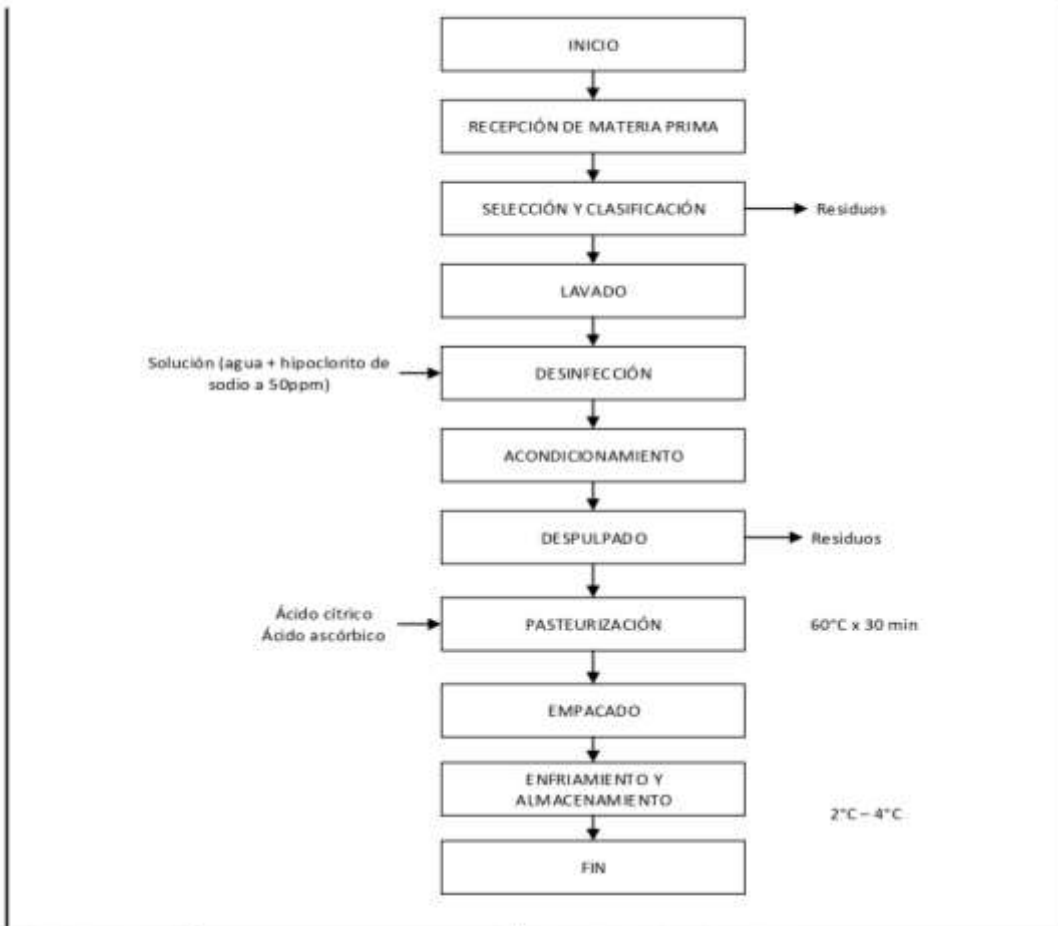 INICIO
RECEPCIÓN DE MATERIA PRIMA
SELECCIÓN Y CLASIFICACIÓN
Residuos
LAVADO
Solución (agua + hipoclorito de
sodio a 50ppm)
DESINFECCIÓN
ACONDICIONAMIENTO
DESPULPADO
Residuos
Ácido cítrico
Ácido ascórbico
PASTEURIZACIÓN
60°C x 30 min
EMPACADO
ENFRIAMIENTO Y
ALMACENAMIENTO
2°C – 4°C
FIN